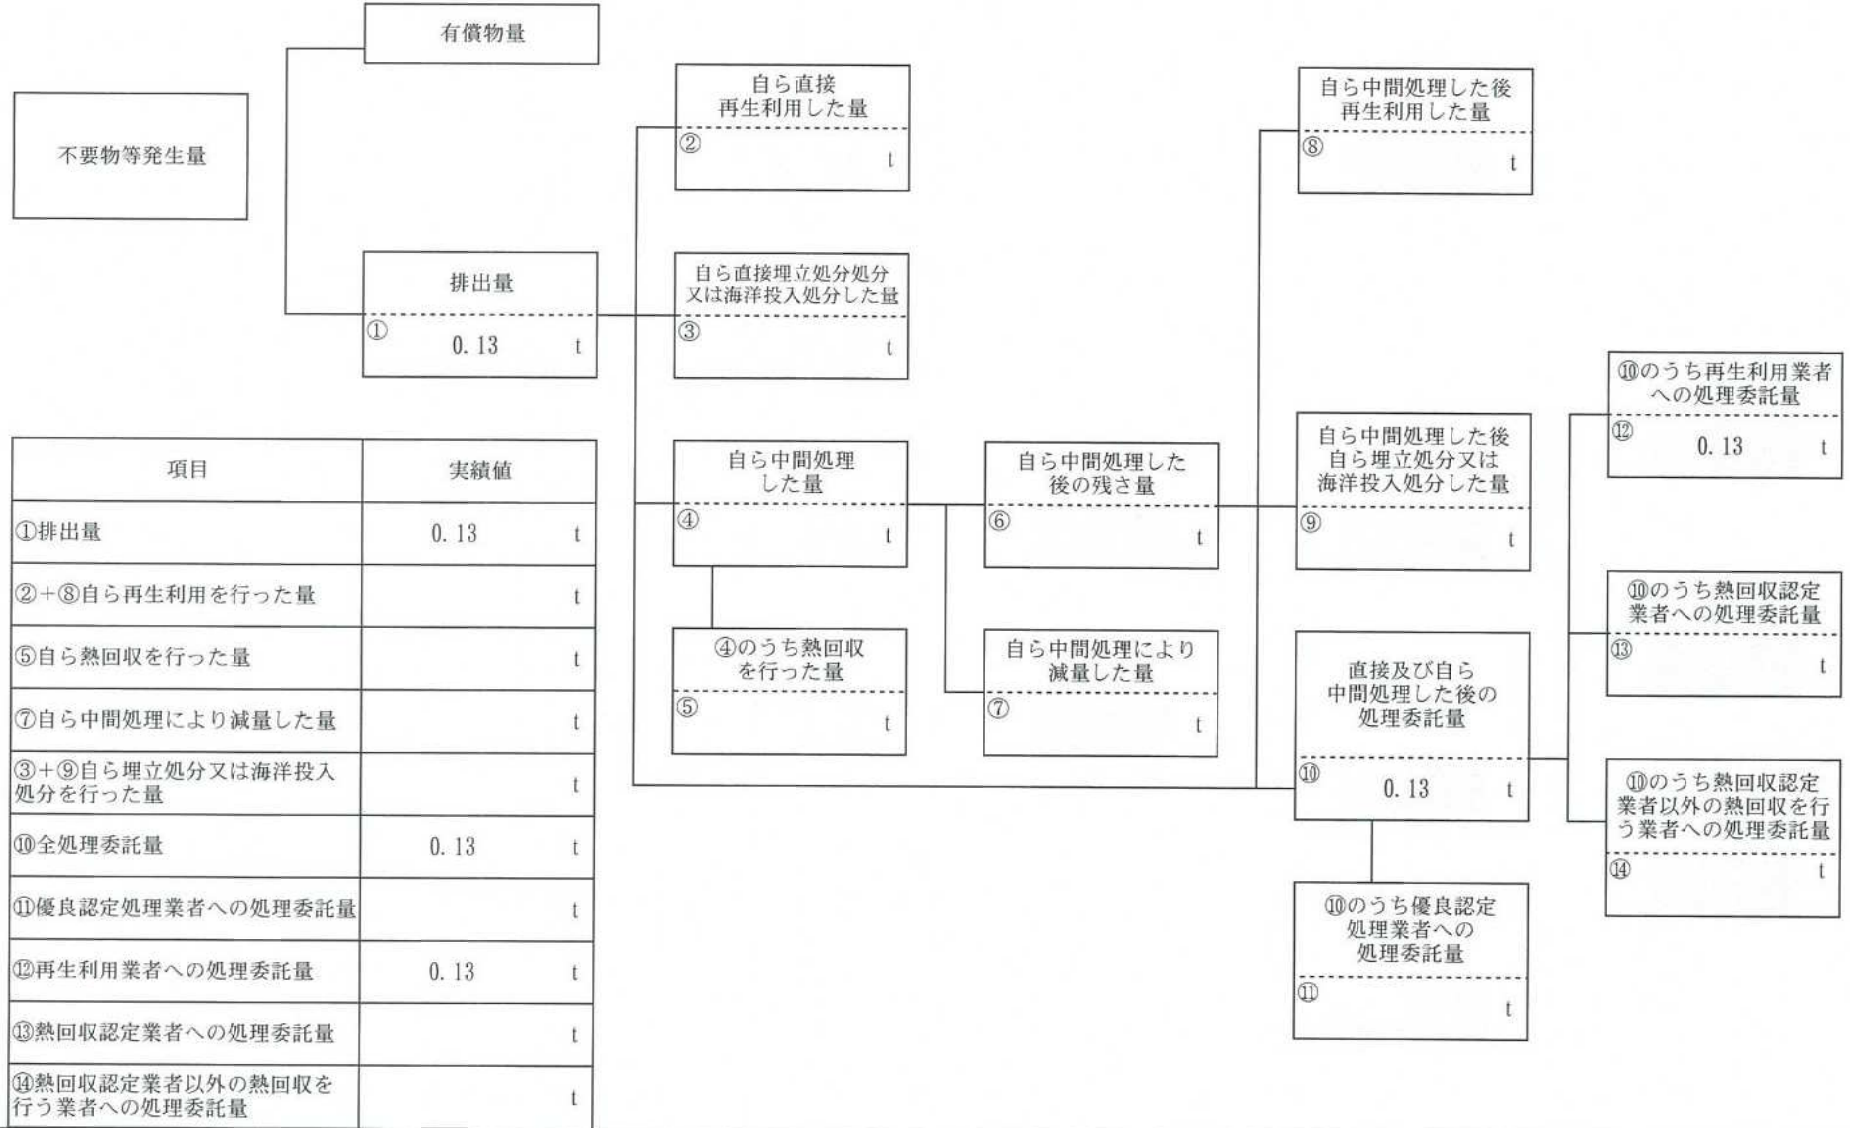 有償物量
不要物等発生量
排出量
①
0.13 t
自ら直接
再生利用した量
②
t
自ら直接埋立処分処分
又は海洋投入処分した量
③
t
自ら中間処理
した量
④
t
④のうち熱回収
を行った量
⑤
t
自ら中間処理した
後の残さ量
⑥
t
自ら中間処理により
減量した量
⑦
t
自ら中間処理した後
再生利用した量
⑧
t
自ら中間処理した後
自ら埋立処分又は
海洋投入処分した量
⑨
t
直接及び自ら
中間処理した後の
処理委託量
⑩
0.13 t
⑩のうち優良認定
処理業者への
処理委託量
⑪
t
⑩のうち再生利用業者
への処理委託量
⑫
0.13 t
⑩のうち熱回収認定
業者への処理委託量
⑬
t
⑩のうち熱回収認定
業者以外の熱回収を行
う業者への処理委託量
⑭
t
項目 実績値
①排出量 0.13 t
②+⑧自ら再生利用を行った量 t
⑤自ら熱回収を行った量 t
⑦自ら中間処理により減量した量 t
③+⑨自ら埋立処分又は海洋投入
処分を行った量 t
⑩全処理委託量 0.13 t
⑪優良認定処理業者への処理委託量 t
⑫再生利用業者への処理委託量 0.13 t
⑬熱回収認定業者への処理委託量 t
⑭熱回収認定業者以外の熱回収を
行う業者への処理委託量 t